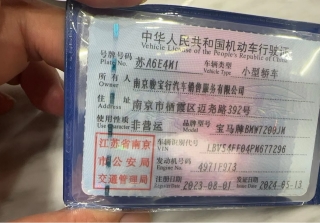 中华人民共和国机动车行驶证
Vehicle License of the People's Republic of China
号牌号码 苏A6E4M1 车辆类型 小型轿车
Plate No. Vehicle Type
所有人 南京骏宝行汽车销售服务有限公司
Owner
住址 南京市栖霞区迈尧路392号
Address
使用性质 非营运 品牌型号 宝马牌BMW7200JM
Use Character Model
江苏省南京市公安局交通管理局
车辆识别代号
VIN
发动机号码 4971F973
Engine No.
注册日期 2023-08-01 发证日期 2024-05-13
Register Date Issue Date